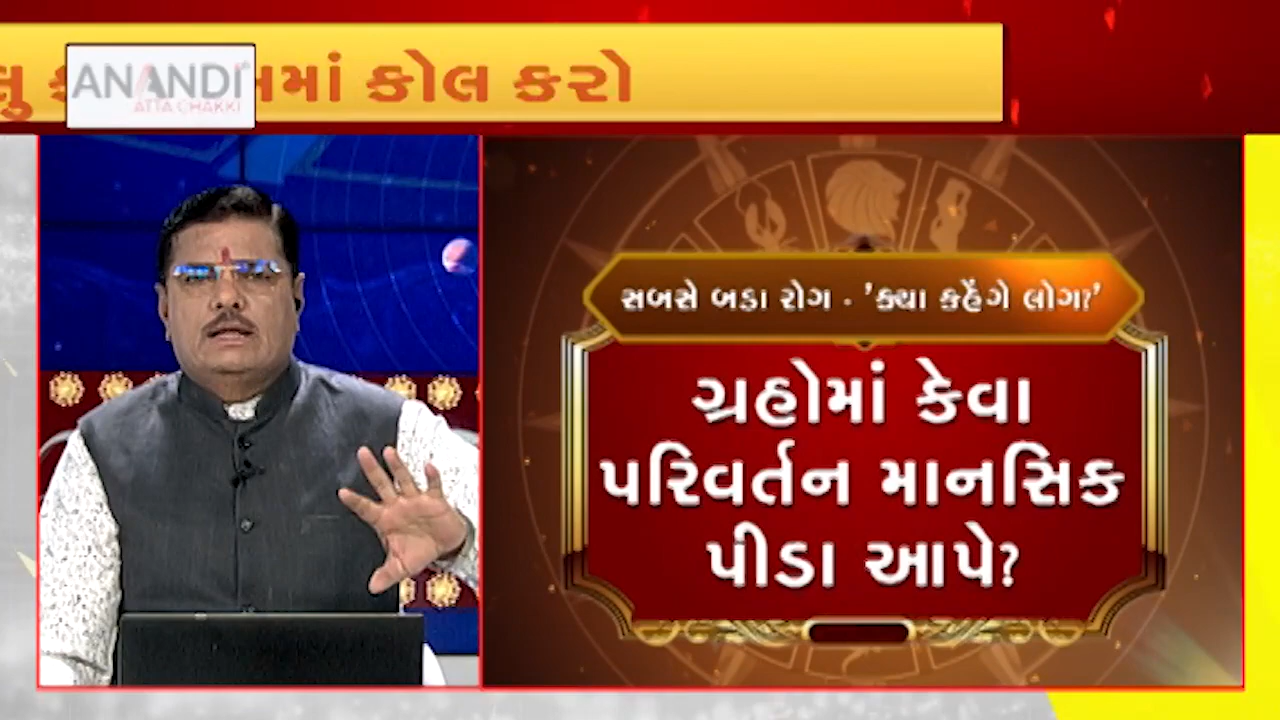 માં કોલ કરો
ANANDI
ATTA CHAKKI
સબસે બડા રોગ - 'ક્યા કહેંગે લોગ?'
ગ્રહોમાં કેવા
પરિવર્તન માનસિક
પીડા આપે?